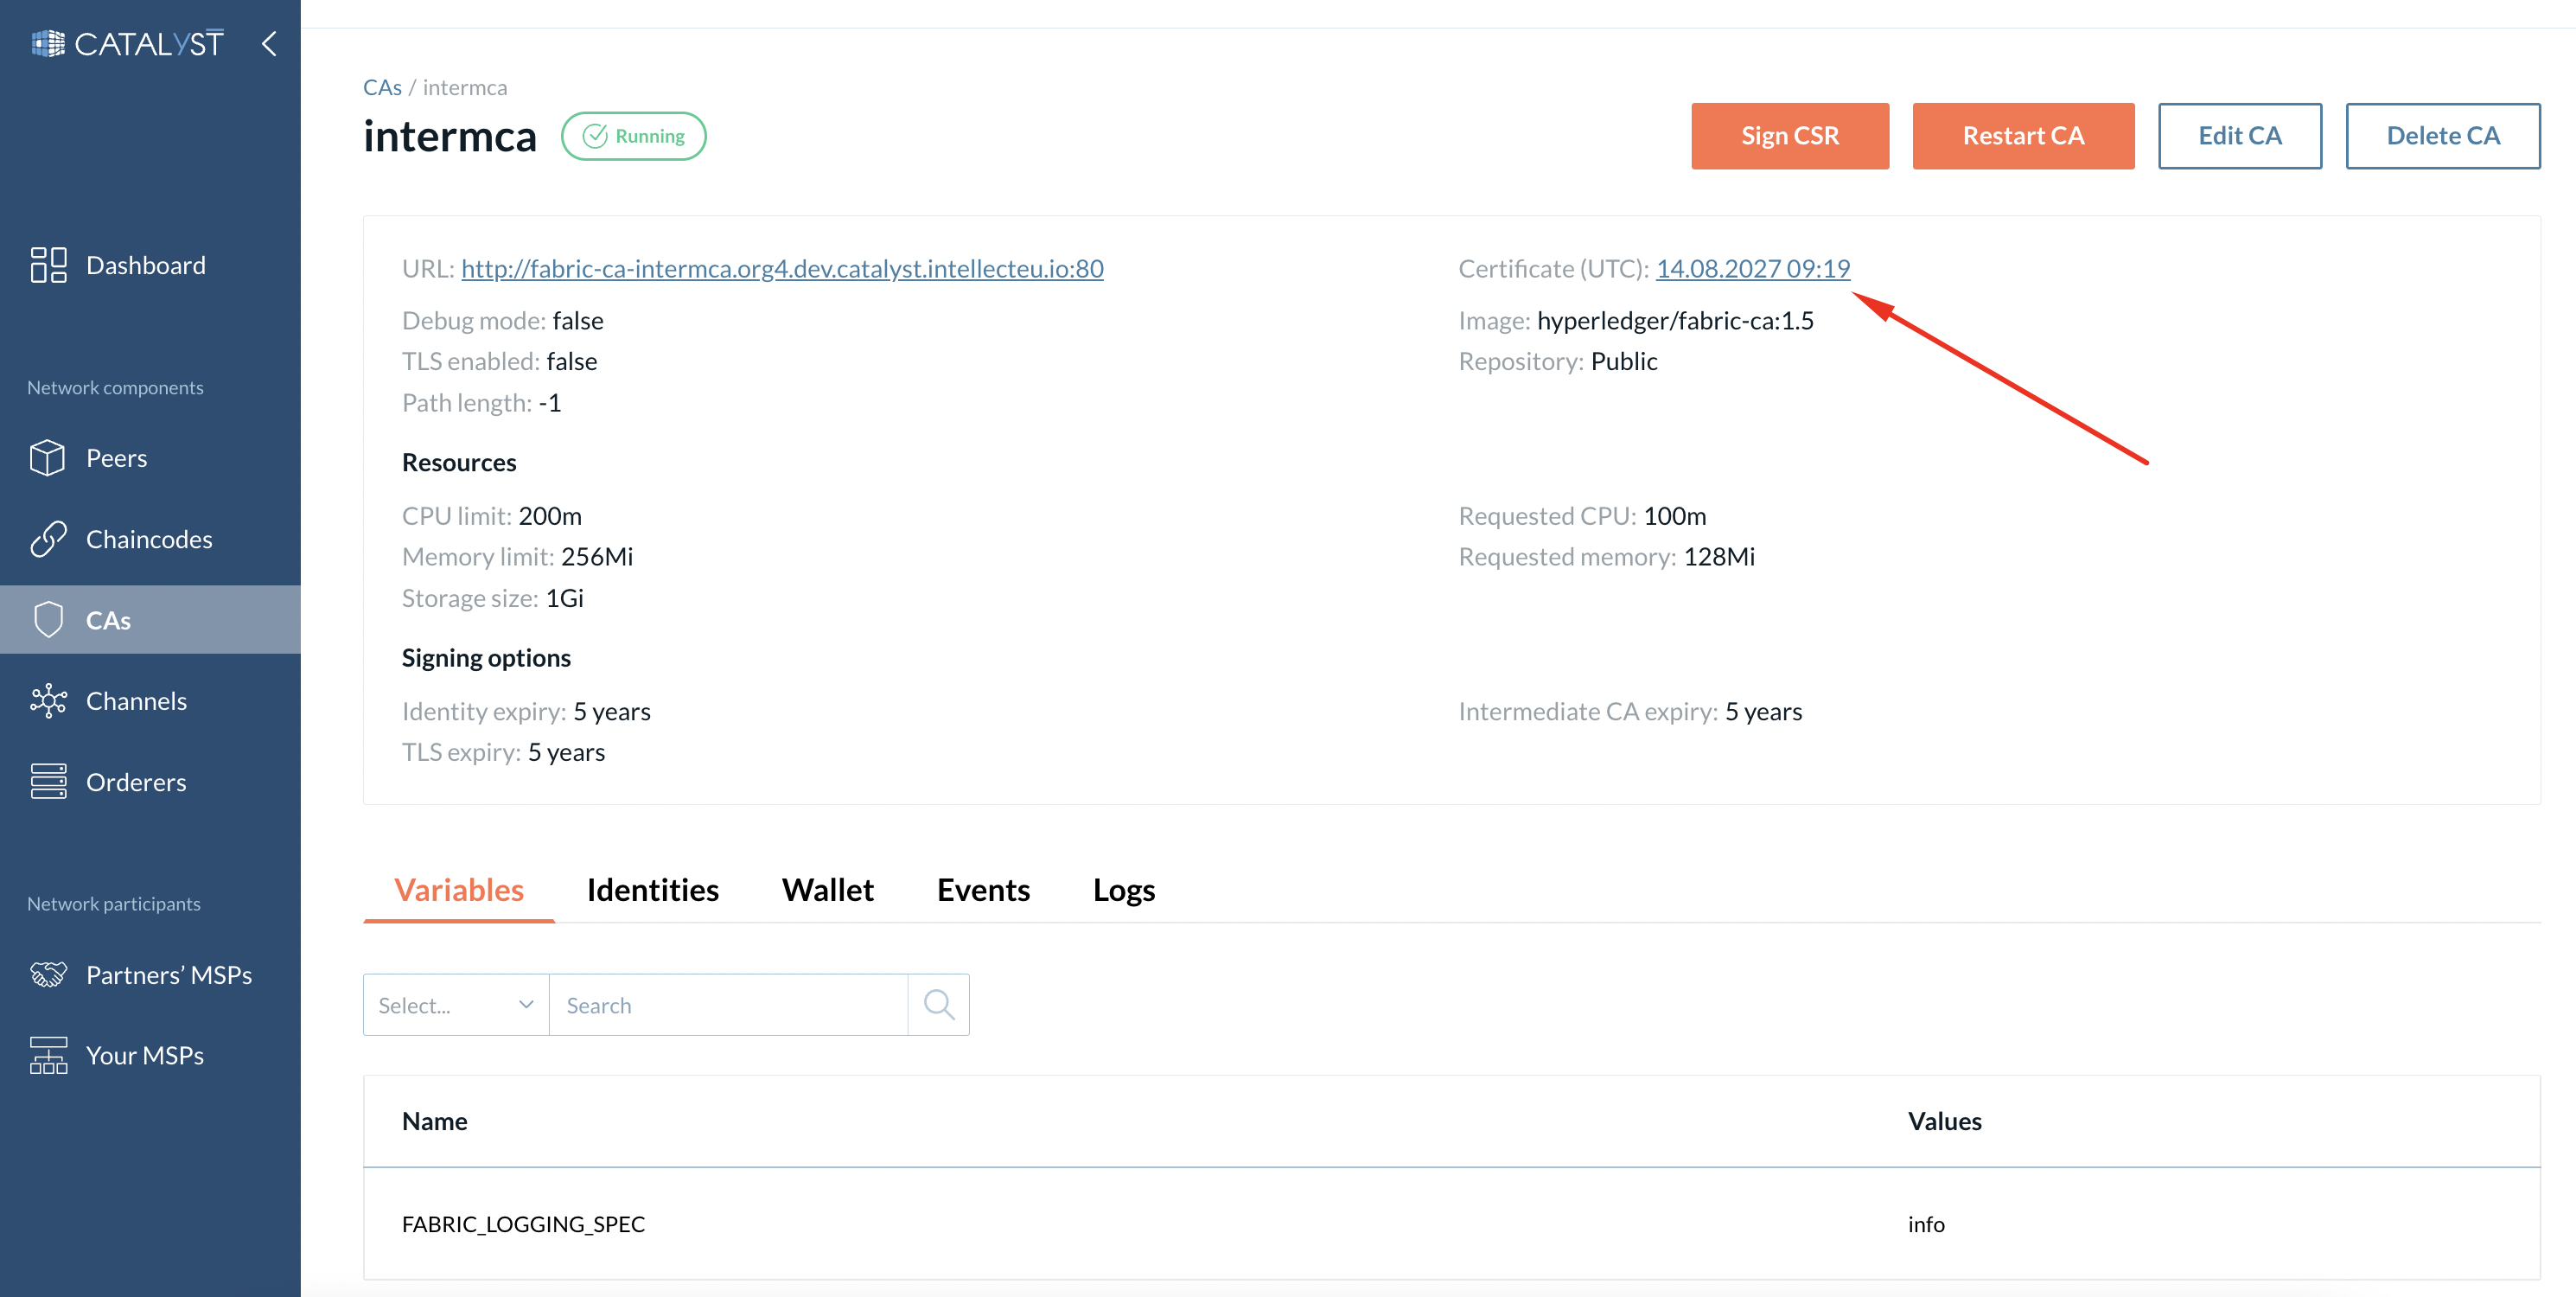 CATALYST
Dashboard
Network components
Peers
Chaincodes
CAs
Channels
Orderers
Network participants
Partners’ MSPs
Your MSPs
CAs / intermca
intermca
Running
Sign CSR
Restart CA
Edit CA
Delete CA
URL: http://fabric-ca-intermca.org4.dev.catalyst.intellecteu.io:80
Certificate (UTC): 14.08.2027 09:19
Debug mode: false
Image: hyperledger/fabric-ca:1.5
TLS enabled: false
Repository: Public
Path length: -1
Resources
CPU limit: 200m
Requested CPU: 100m
Memory limit: 256Mi
Requested memory: 128Mi
Storage size: 1Gi
Signing options
Identity expiry: 5 years
Intermediate CA expiry: 5 years
TLS expiry: 5 years
Variables
Identities
Wallet
Events
Logs
Select...
Search
Name
Values
FABRIC_LOGGING_SPEC
info